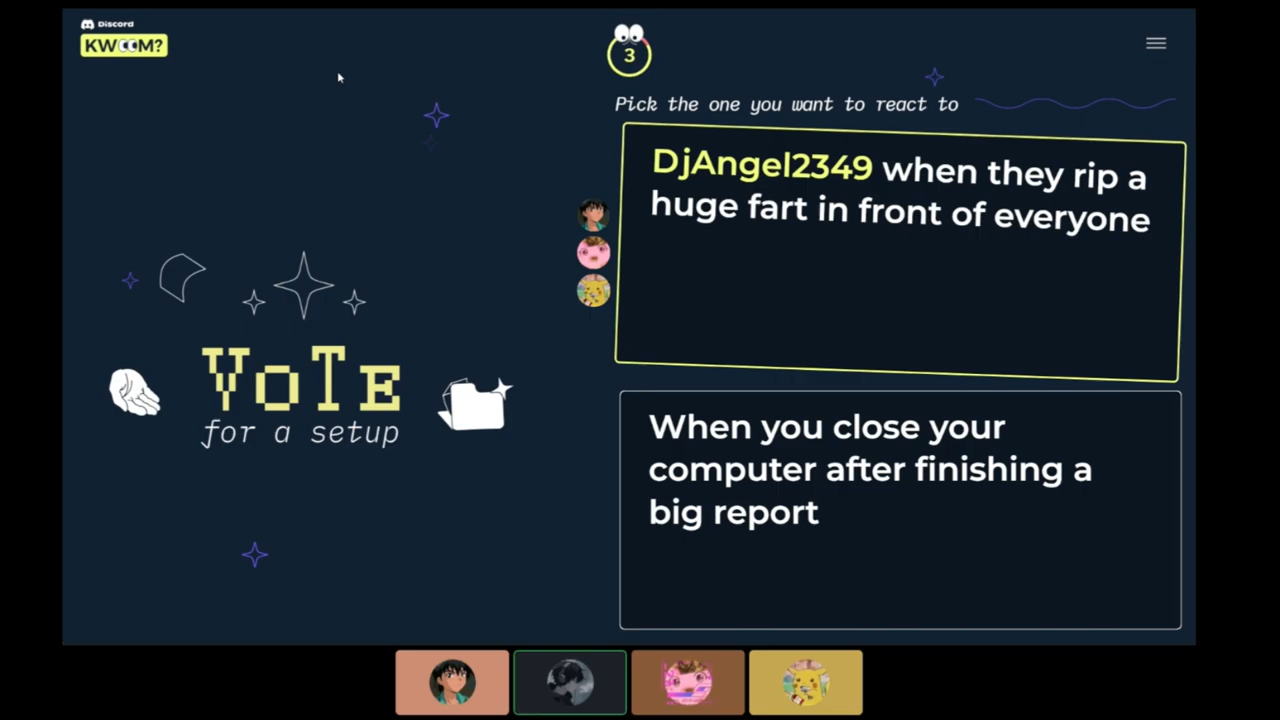 Discord
KWOOM?
3
Pick the one you want to react to
DjAngel2349 when they rip a
huge fart in front of everyone
VoTE
for a setup
When you close your
computer after finishing a
big report